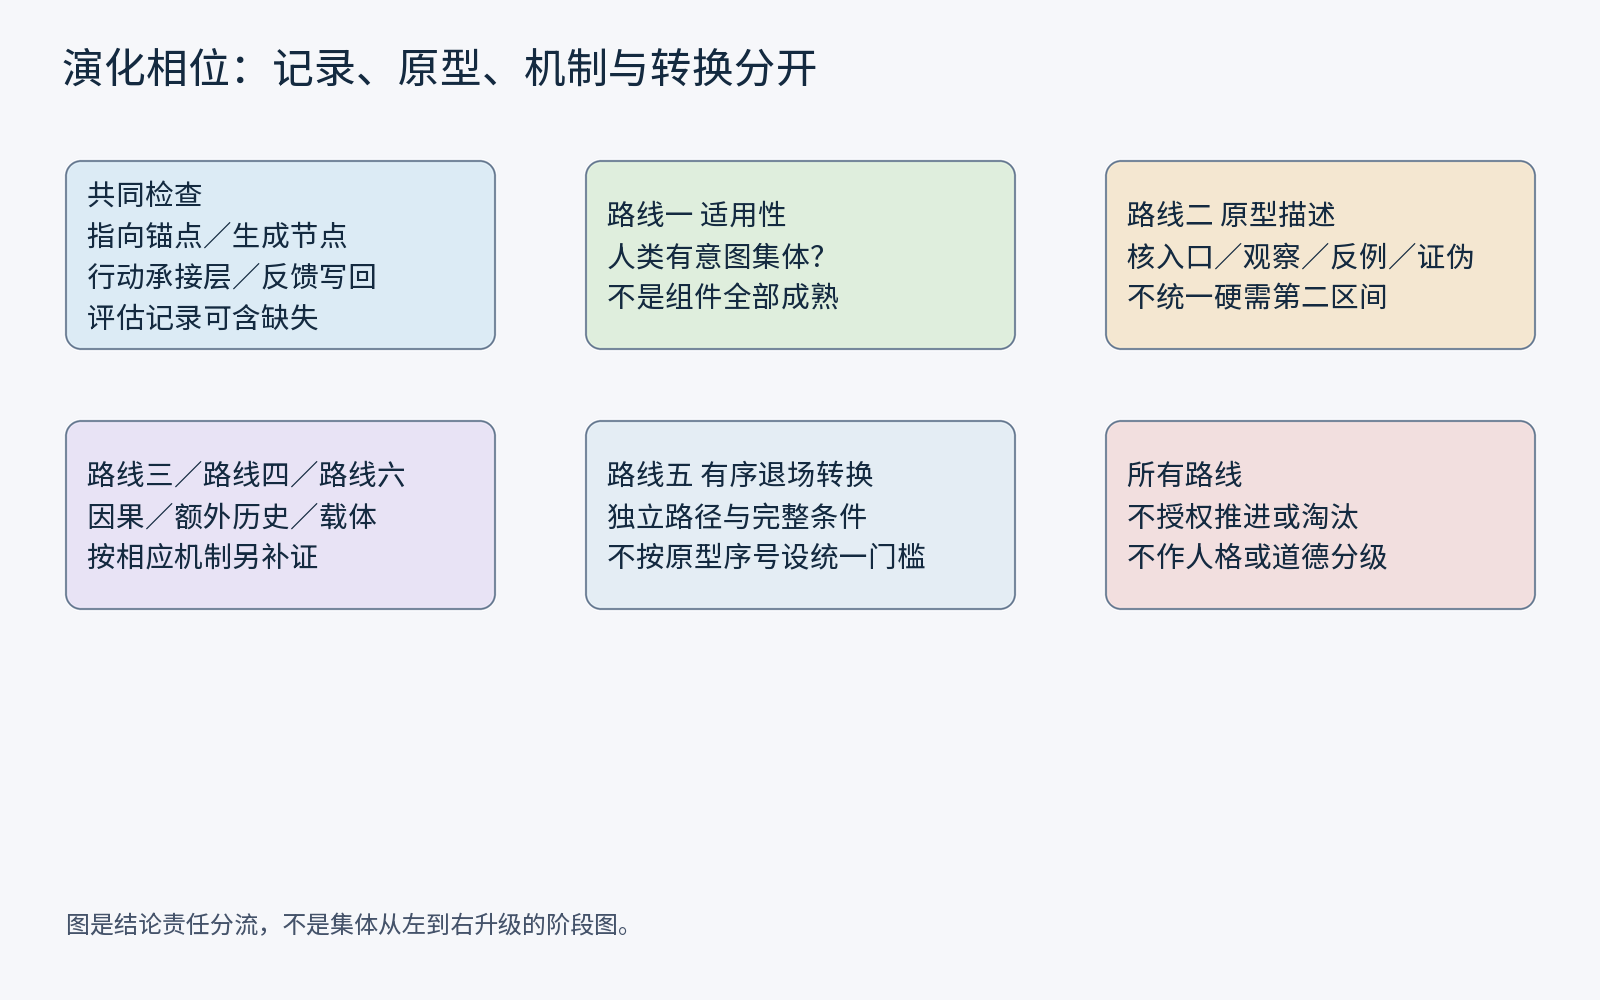 演化相位：记录、原型、机制与转换分开
共同检查
指向锚点／生成节点
行动承接层／反馈写回
评估记录可含缺失
路线一 适用性
人类有意图集体？
不是组件全部成熟
路线二 原型描述
核入口／观察／反例／证伪
不统一硬需第二区间
路线三／路线四／路线六
因果／额外历史／载体
按相应机制另补证
路线五 有序退场转换
独立路径与完整条件
不按原型序号设统一门槛
所有路线
不授权推进或淘汰
不作人格或道德分级
图是结论责任分流，不是集体从左到右升级的阶段图。